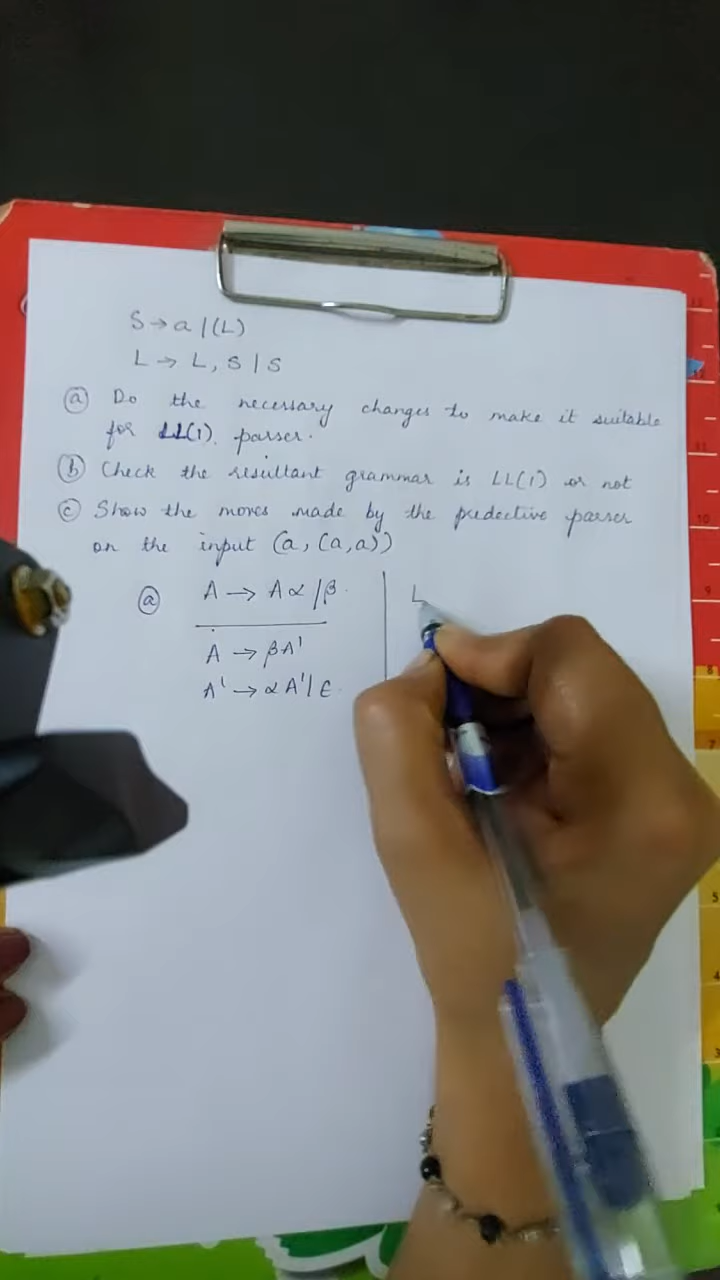 S → a | (L)
L → L, S | S
(a) Do the necessary changes to make it suitable
for LL(1). parser.
(b) Check the resultant grammar is LL(1) or not
(c) Show the moves made by the predective parser
on the input (a, (a,a))
(a) A → Aα / β. L
A → βA'
A' → αA' | ε.